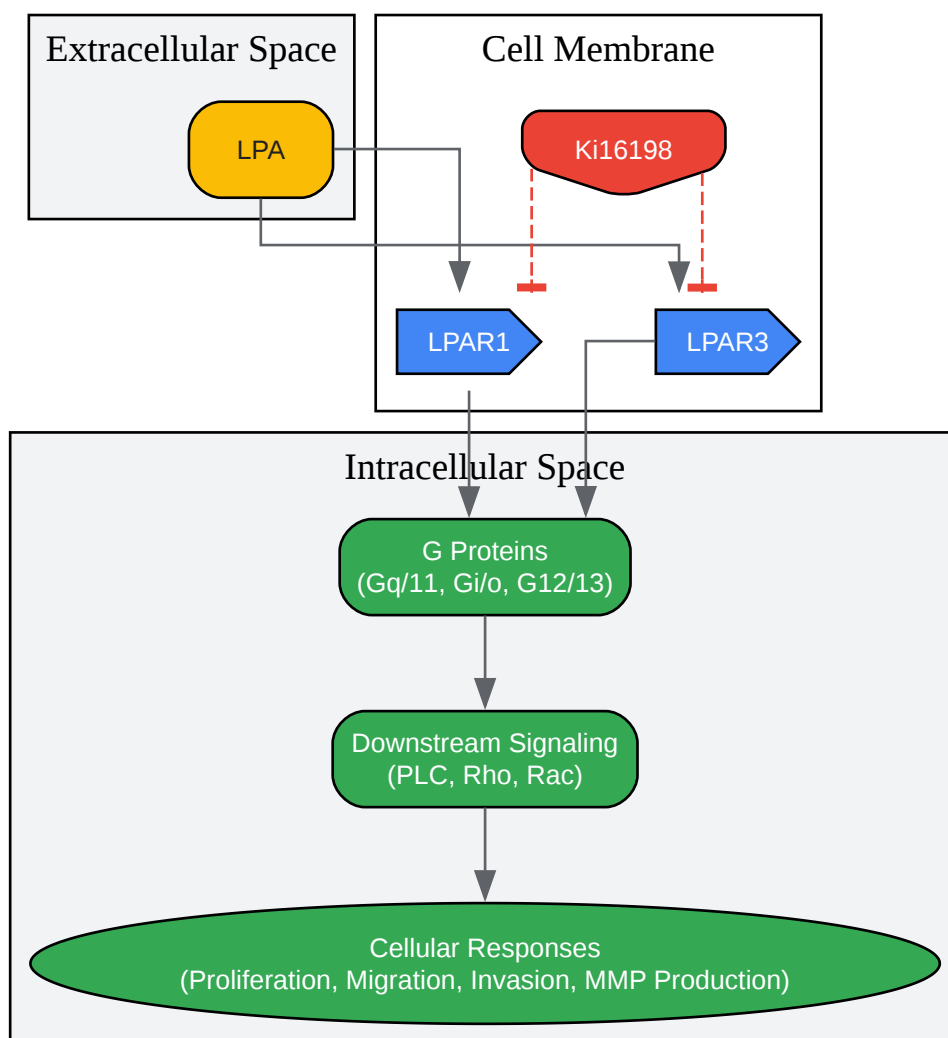 Extracellular Space
Cell Membrane
LPA
Ki16198
LPAR1
LPAR3
Intracellular Space
G Proteins
(Gq/11, Gi/o, G12/13)
Downstream Signaling
(PLC, Rho, Rac)
Cellular Responses
(Proliferation, Migration, Invasion, MMP Production)